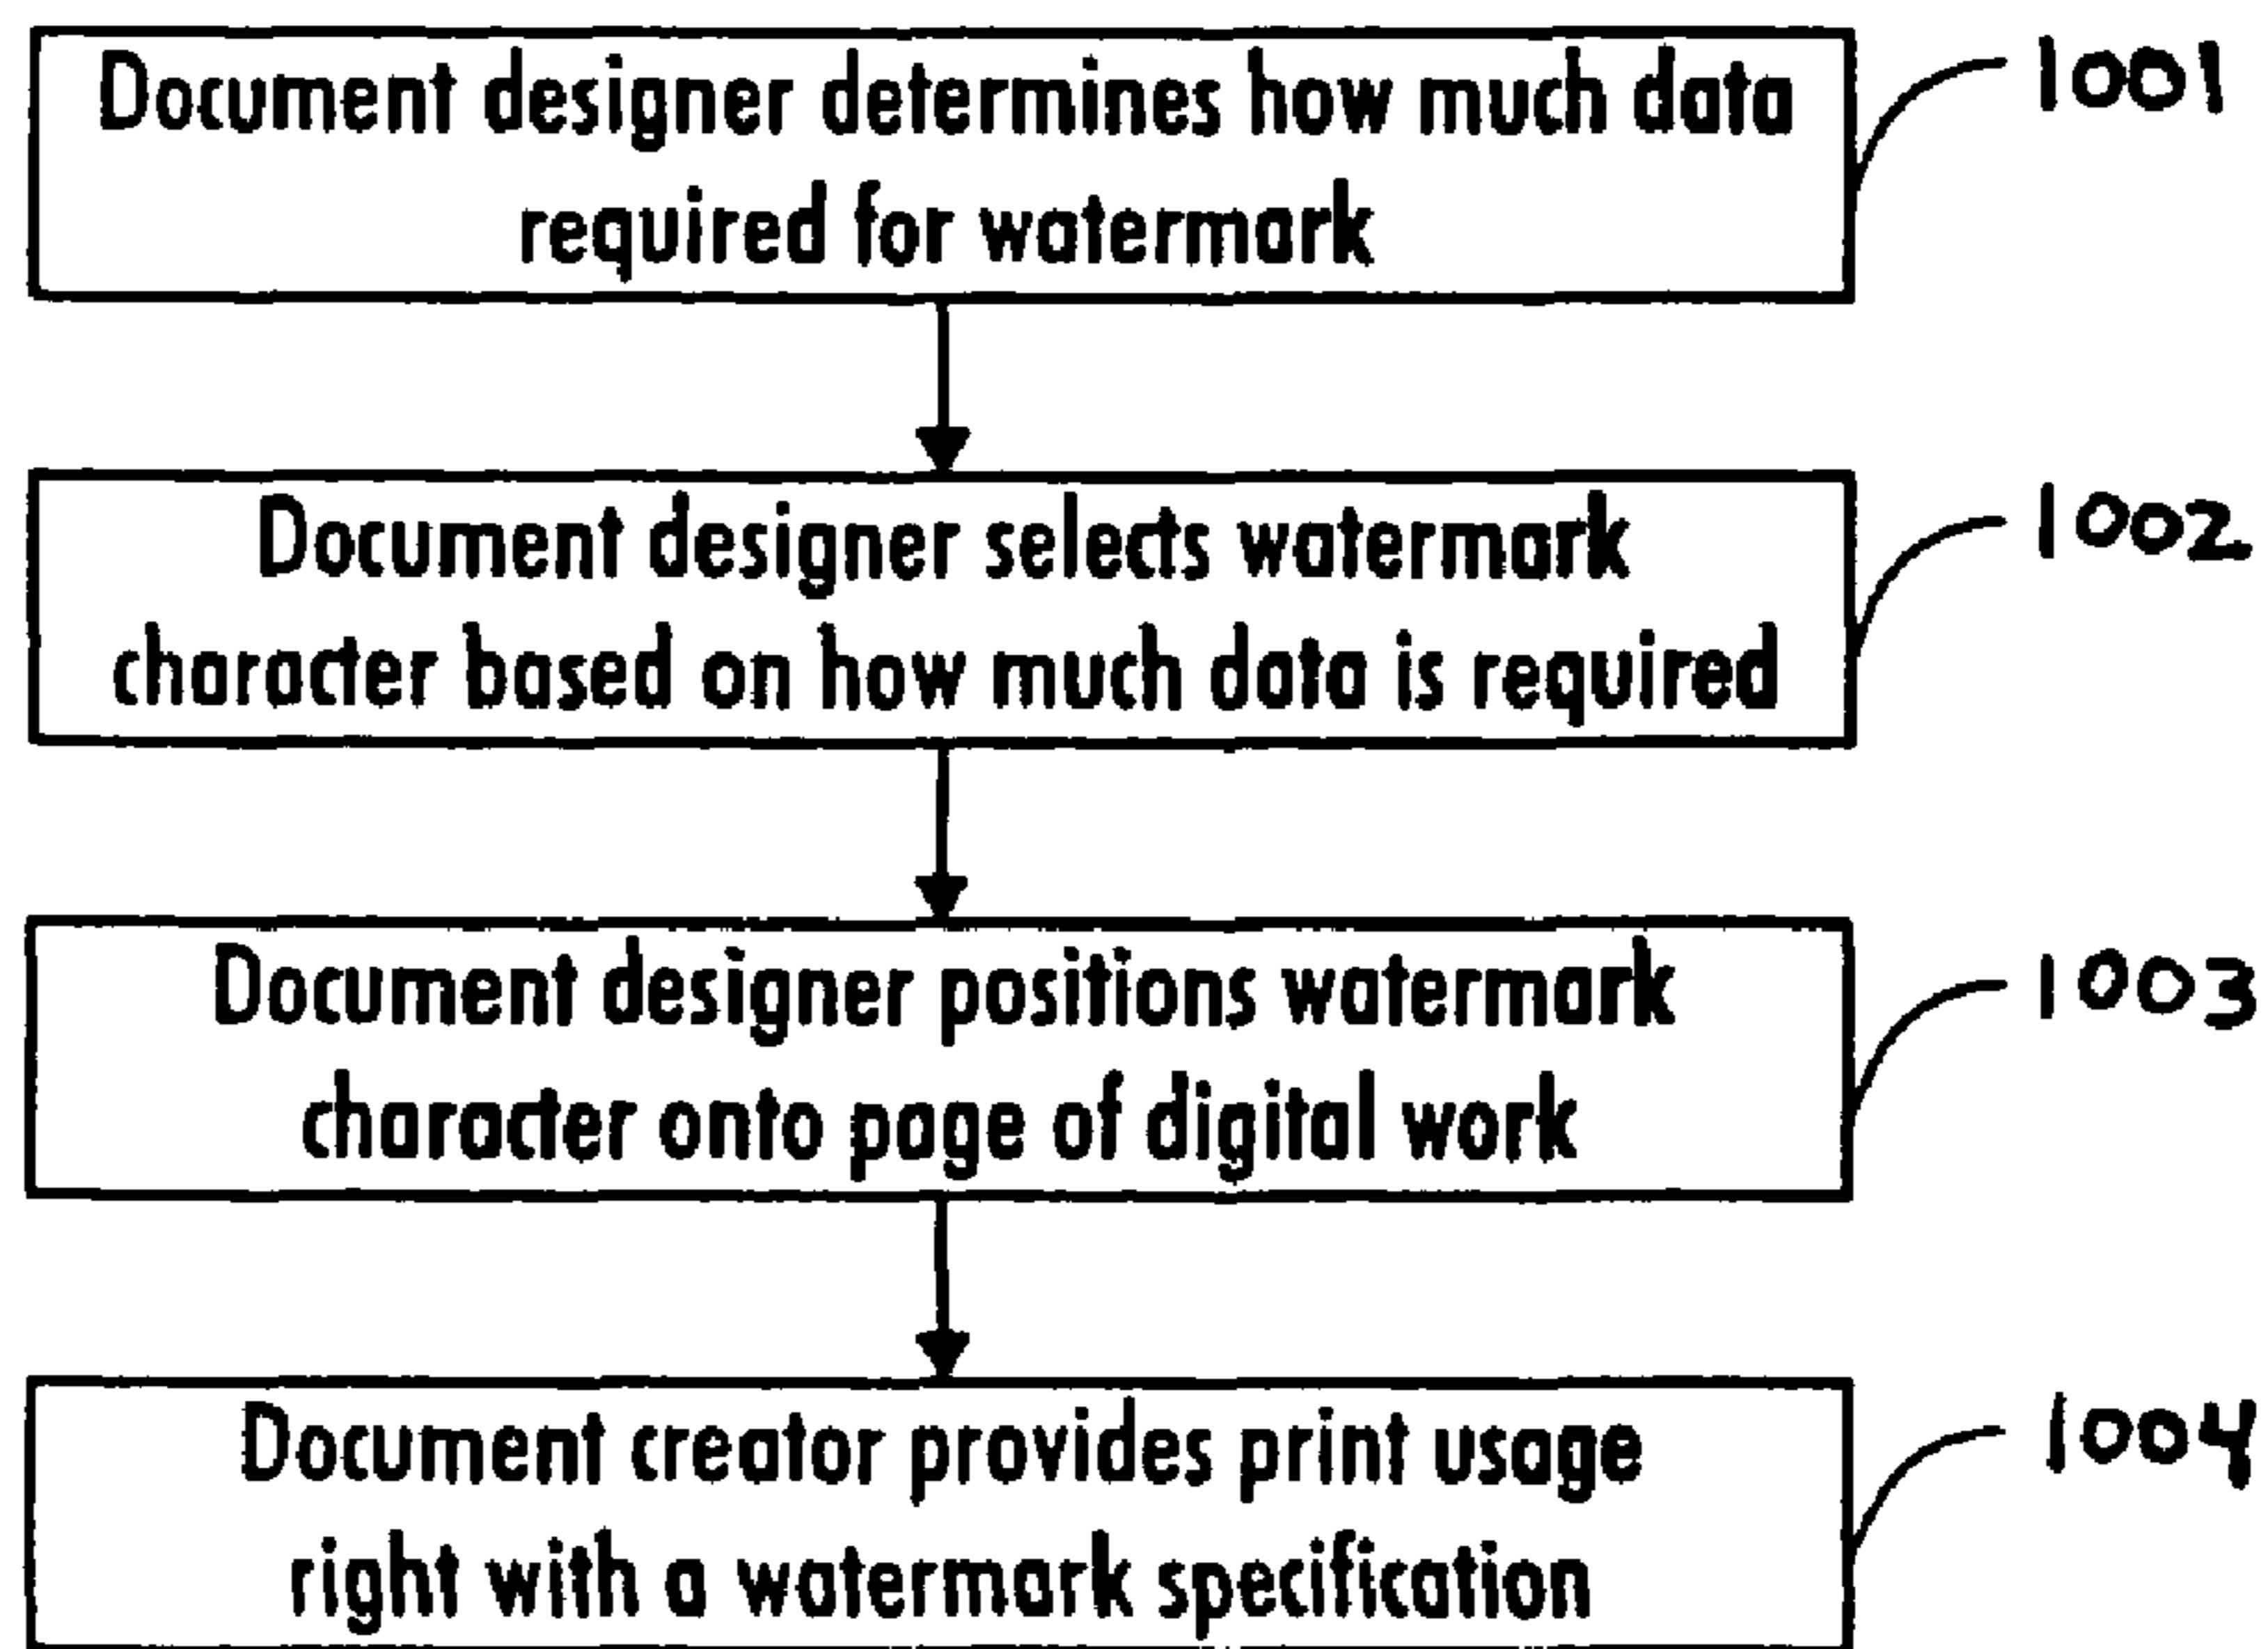 Document designer determines how much data
required for watermark
1001
Document designer selects watermark
character based on how much data is required
1002
Document designer positions watermark
character onto page of digital work
1003
Document creator provides print usage
right with a watermark specification
1004